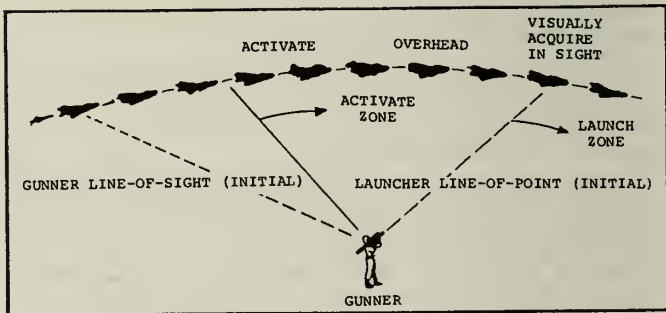 VISUALLY
ACQUIRE
IN SIGHT
ACTIVATE
OVERHEAD
ACTIVATE
ZONE
LAUNCH
ZONE
GUNNER LINE-OF-SIGHT (INITIAL)
LAUNCHER LINE-OF-POINT (INITIAL)
GUNNER